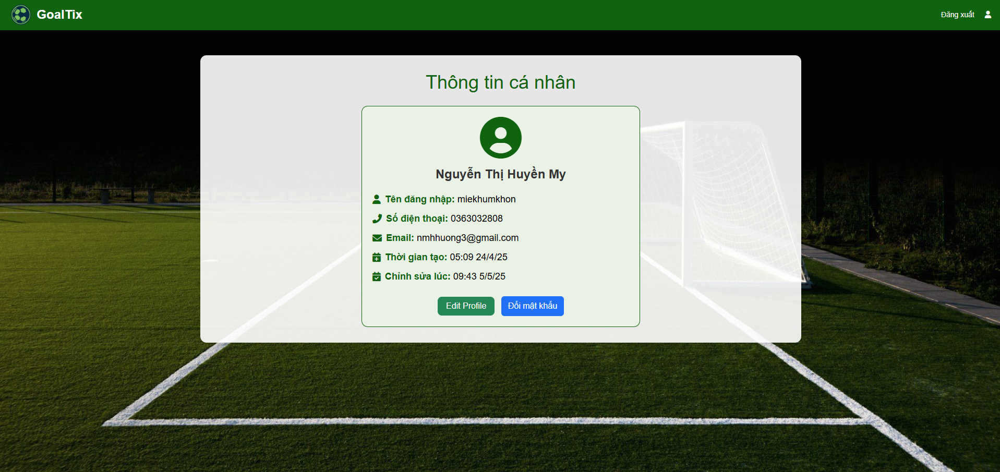 GoalTix
Đăng xuất
Thông tin cá nhân
Nguyễn Thị Huyền My
Tên đăng nhập: miekhumkhon
Số điện thoại: 0363032808
Email: nmhhuong3@gmail.com
Thời gian tạo: 05:09 24/4/25
Chỉnh sửa lúc: 09:43 5/5/25
Edit Profile
Đổi mật khẩu